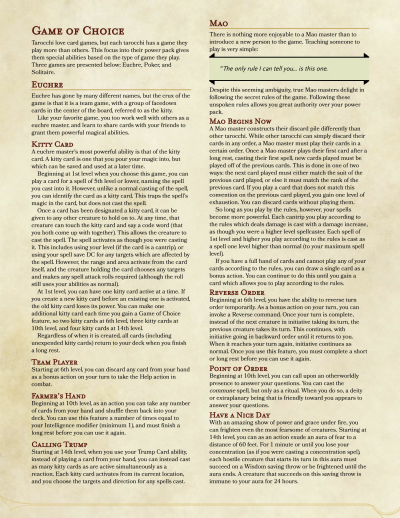 Game of Choice
Tarocchi love card games, but each tarocchi has a game they
play more than others. This focus into their power pack gives
them special abilities based on the type of game they play.
Three games are presented below: Euchre, Poker, and
Solitaire.
Euchre
Euchre has gone by many different names, but the crux of the
game is that it is a team game, with a group of facedown
cards in the center of the board, referred to as the kitty.
Like your favorite game, you too work well with others as a
euchre master, and learn to share cards with your friends to
grant them powerful magical abilities.
Kitty Card
A euchre master's most powerful ability is that of the kitty
card. A kitty card is one that you pour your magic into, but
which can be saved and used at a later time.
Beginning at 1st level when you choose this game, you can
play a card for a spell of 5th level or lower, naming the spell
you cast into it. However, unlike a normal casting of the spell,
you can identify the card as a kitty card. This traps the spell's
magic in the card, but does not cast the spell.
Once a card has been designated a kitty card, it can be
given to any other creature to hold on to. At any time, that
creature can touch the kitty card and say a code word (that
you both come up with together). This allows the creature to
cast the spell. The spell activates as though you were casting
it. This includes using your level (if the card is a cantrip), or
using your spell save DC for any targets which are affected by
the spell. However, the range and area activate from the card
itself, and the creature holding the card chooses any targets
and makes any spell attack rolls required (although the roll
still uses your abilities as normal).
At 1st level, you can have one kitty card active at a time. If
you create a new kitty card before an existing one is activated,
the old kitty card loses its power. You can make one
additional kitty card each time you gain a Game of Choice
feature, so two kitty cards at 6th level, three kitty cards at
10th level, and four kitty cards at 14th level.
Regardless of when it is created, all cards (including
unexpended kitty cards) return to your deck when you finish
a long rest.
Team Player
Starting at 6th level, you can discard any card from your hand
as a bonus action on your turn to take the Help action in
combat.
Farmer's Hand
Beginning at 10th level, as an action you can take any number
of cards from your hand and shuffle them back into your
deck. You can use this feature a number of times equal to
your Intelligence modifier (minimum 1), and must finish a
long rest before you can use it again.
Calling Trump
Starting at 14th level, when you use your Trump Card ability,
instead of playing a card from your hand, you can instead cast
as many kitty cards as are active simultaneously as a
reaction. Each kitty card activates from its current location,
and you choose the targets and direction for any spells cast.
Mao
There is nothing more enjoyable to a Mao master than to
introduce a new person to the game. Teaching someone to
play is very simple:
"The only rule I can tell you... is this one.
Despite this seeming ambiguity, true Mao masters delight in
following the secret rules of the game. Following these
unspoken rules allows you great authority over your power
pack.
Mao Begins Now
A Mao master constructs their discard pile differently than
other tarocchi. While other tarocchi can simply discard their
cards in any order, a Mao master must play their cards in a
certain order. Once a Mao master plays their first card after a
long rest, casting their first spell, new cards played must be
played off of the previous cards. This is done in one of two
ways: the next card played must either match the suit of the
previous card played, or else it must match the rank of the
previous card. If you play a card that does not match this
convention on the previous card played, you gain one level of
exhaustion. You can discard cards without playing them.
So long as you play by the rules, however, your spells
become more powerful. Each cantrip you play according to
the rules which deals damage is cast with a damage increase,
as though you were a higher level spellcaster. Each spell of
1st level and higher you play according to the rules is cast as
a spell one level higher than normal (to your maximum spell
level).
If you have a full hand of cards and cannot play any of your
cards according to the rules, you can draw a single card as a
bonus action. You can continue to do this until you gain a
card which allows you to play according to the rules.
Reverse Order
Beginning at 6th level, you have the ability to reverse turn
order temporarily. As a bonus action on your turn, you can
invoke a Reverse command. Once your turn is complete,
instead of the next creature in initiative taking its turn, the
previous creature takes its turn. This continues, with
initiative going in backward order until it returns to you.
When it reaches your turn again, initiative continues as
normal. Once you use this feature, you must complete a short
or long rest before you can use it again.
Point of Order
Beginning at 10th level, you can call upon an otherworldly
presence to answer your questions. You can cast the
commune spell, but only as a ritual. When you do so, a deity
or extraplanar being that is friendly toward you appears to
answer your questions.
Have a Nice Day
With an amazing show of power and grace under fire, you
can frighten even the most fearsome of creatures. Starting at
14th level, you can as an action exude an aura of fear to a
distance of 60 feet. For 1 minute or until you lose your
concentration (as if you were casting a concentration spell),
each hostile creature that starts its turn in this aura must
succeed on a Wisdom saving throw or be frightened until the
aura ends. A creature that succeeds on this saving throw is
immune to your aura for 24 hours.